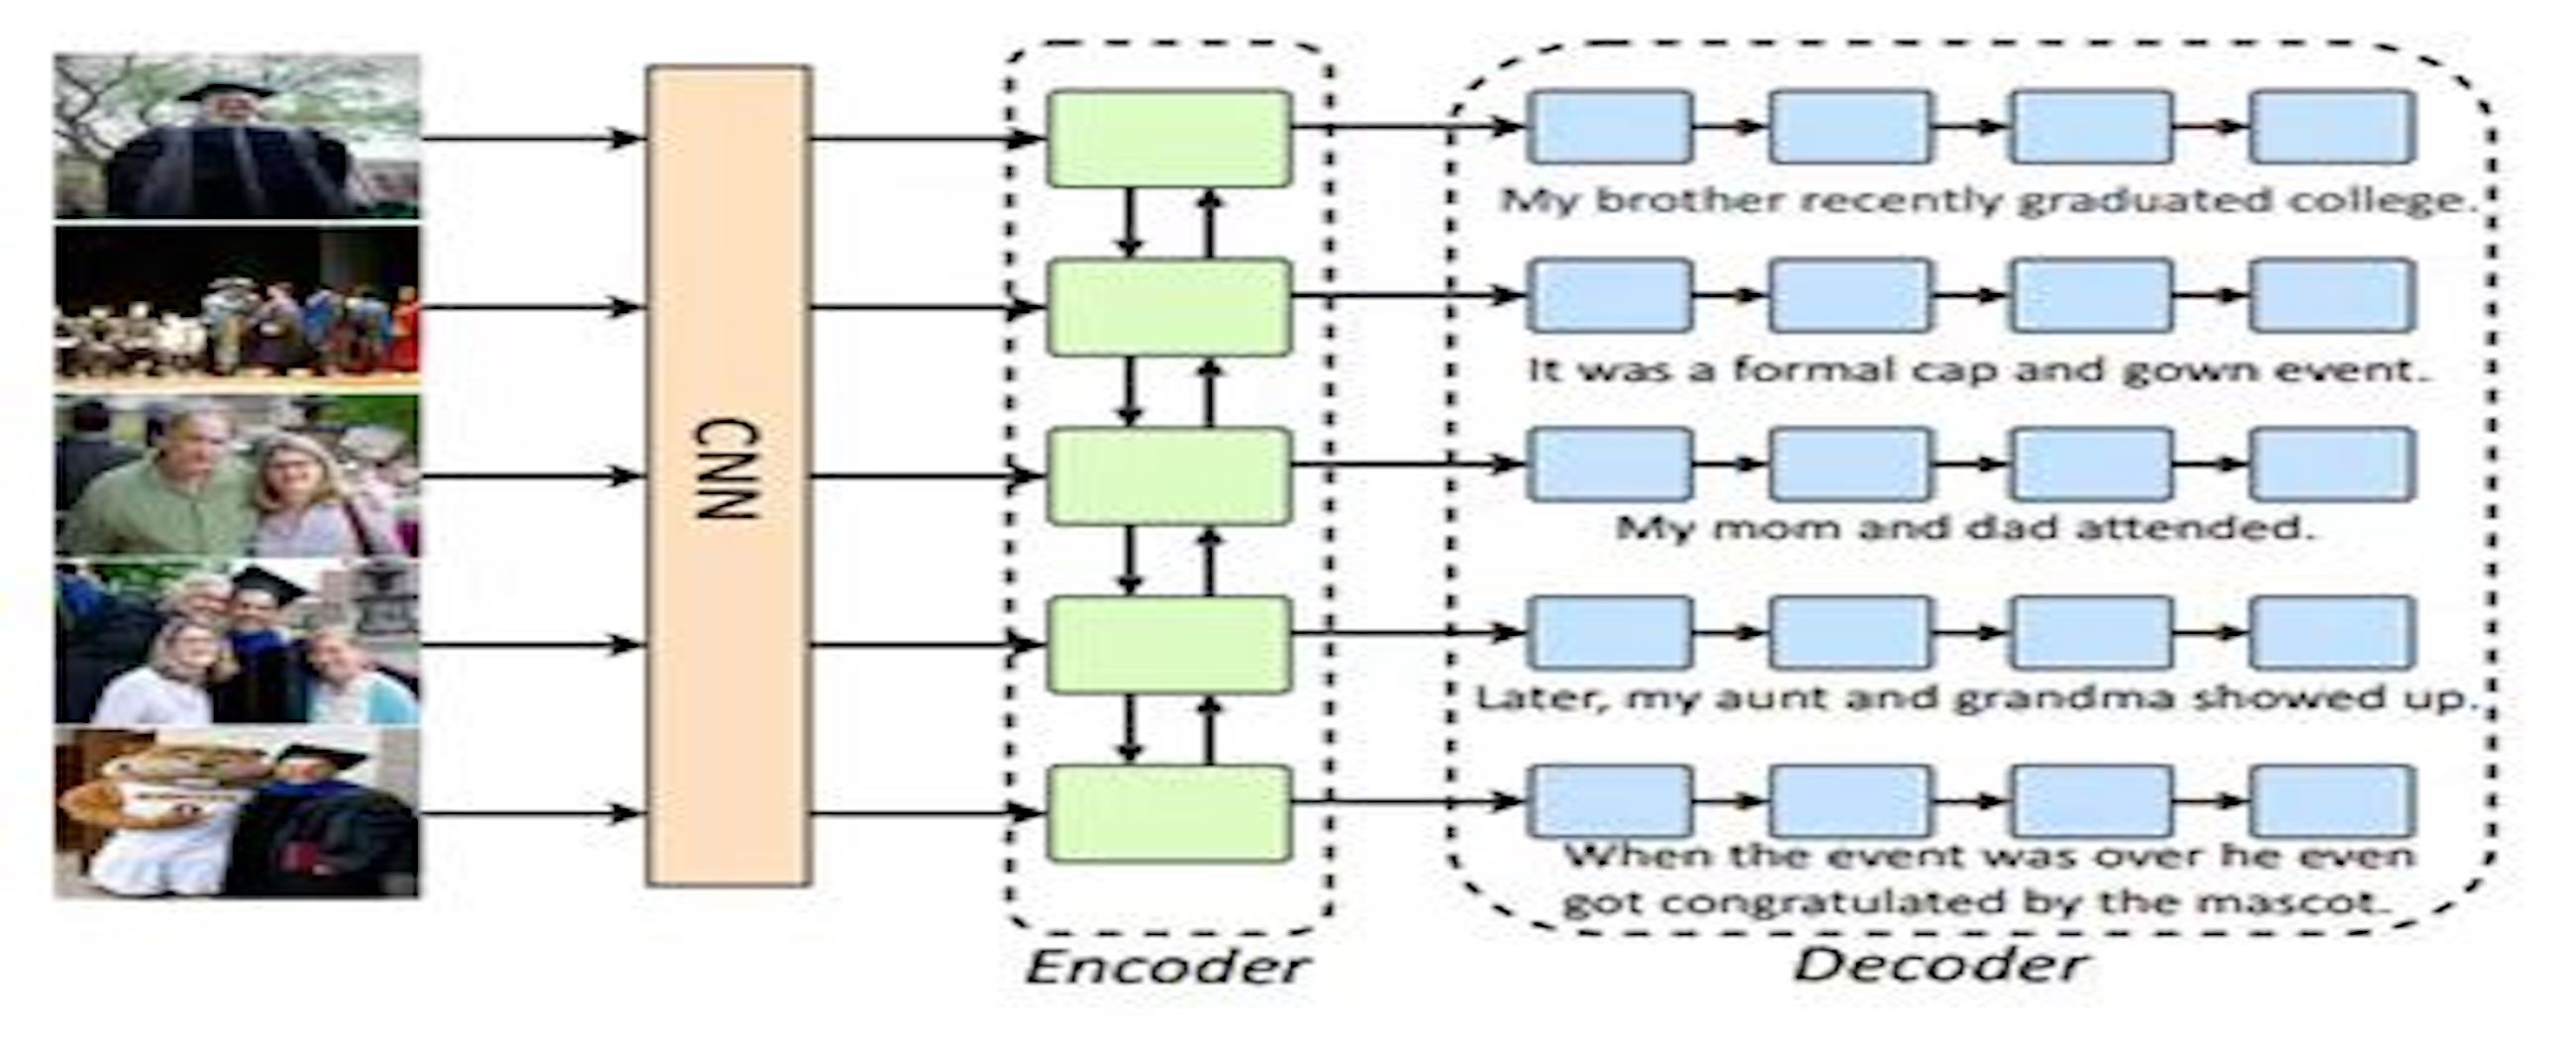 CNN
My brother recently graduated college.
It was a formal cap and gown event.
My mom and dad attended.
Later, my aunt and grandma showed up.
When the event was over he even
got congratulated by the mascot.
Encoder
Decoder